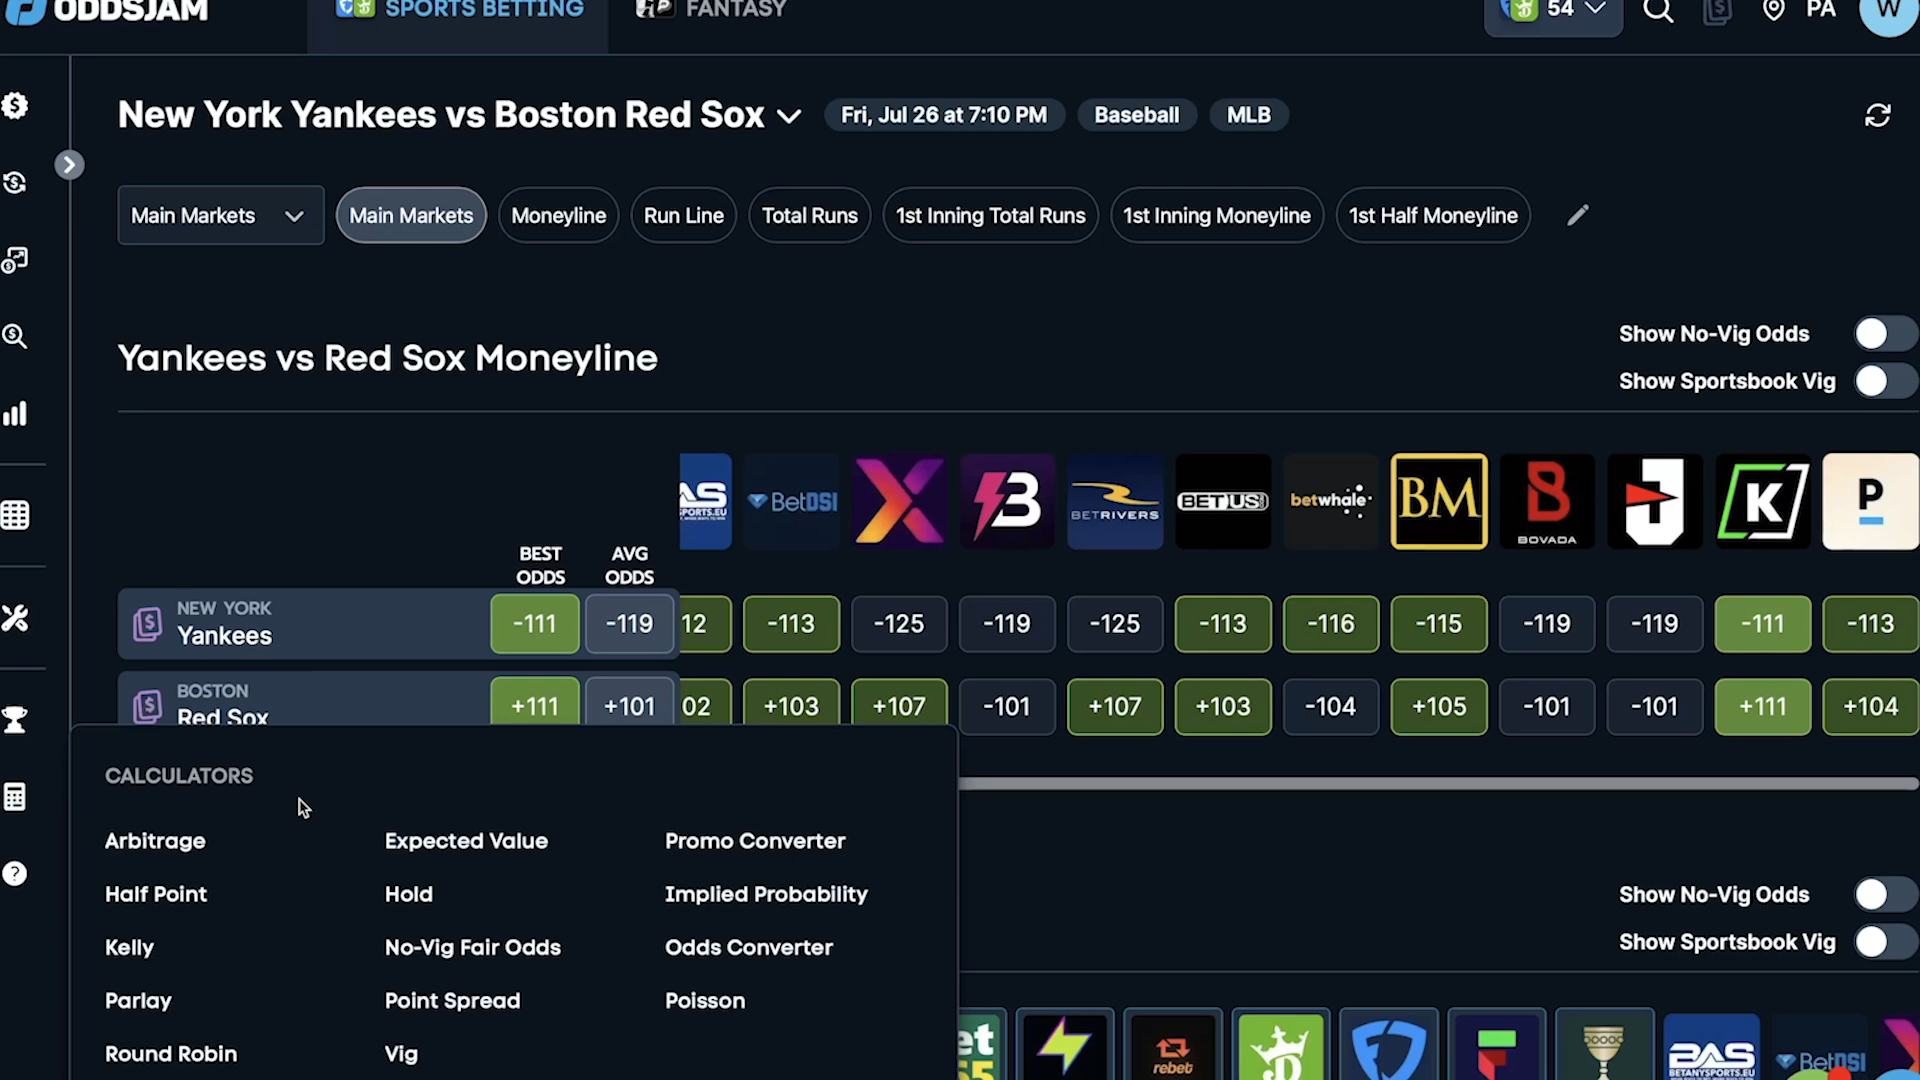 ODDSJAM
SPORTS BETTING
FANTASY
54
PA
W
New York Yankees vs Boston Red Sox
Fri, Jul 26 at 7:10 PM
Baseball
MLB
Main Markets
Main Markets
Moneyline
Run Line
Total Runs
1st Inning Total Runs
1st Inning Moneyline
1st Half Moneyline
Yankees vs Red Sox Moneyline
Show No-Vig Odds
Show Sportsbook Vig
BetDSI
BETRIVERS
BETUS
betwhale
BM
BOVADA
K
P
BEST ODDS
AVG ODDS
NEW YORK
Yankees
-111 -119 12 -113 -125 -119 -125 -113 -116 -115 -119 -119 -111 -113
BOSTON
Red Sox
+111 +101 02 +103 +107 -101 +107 +103 -104 +105 -101 -101 +111 +104
CALCULATORS
Arbitrage
Expected Value
Promo Converter
Half Point
Hold
Implied Probability
Kelly
No-Vig Fair Odds
Odds Converter
Parlay
Point Spread
Poisson
Round Robin
Vig
Show No-Vig Odds
Show Sportsbook Vig
rebet
BAS
BETANYSPORTS.EU
BetDSI